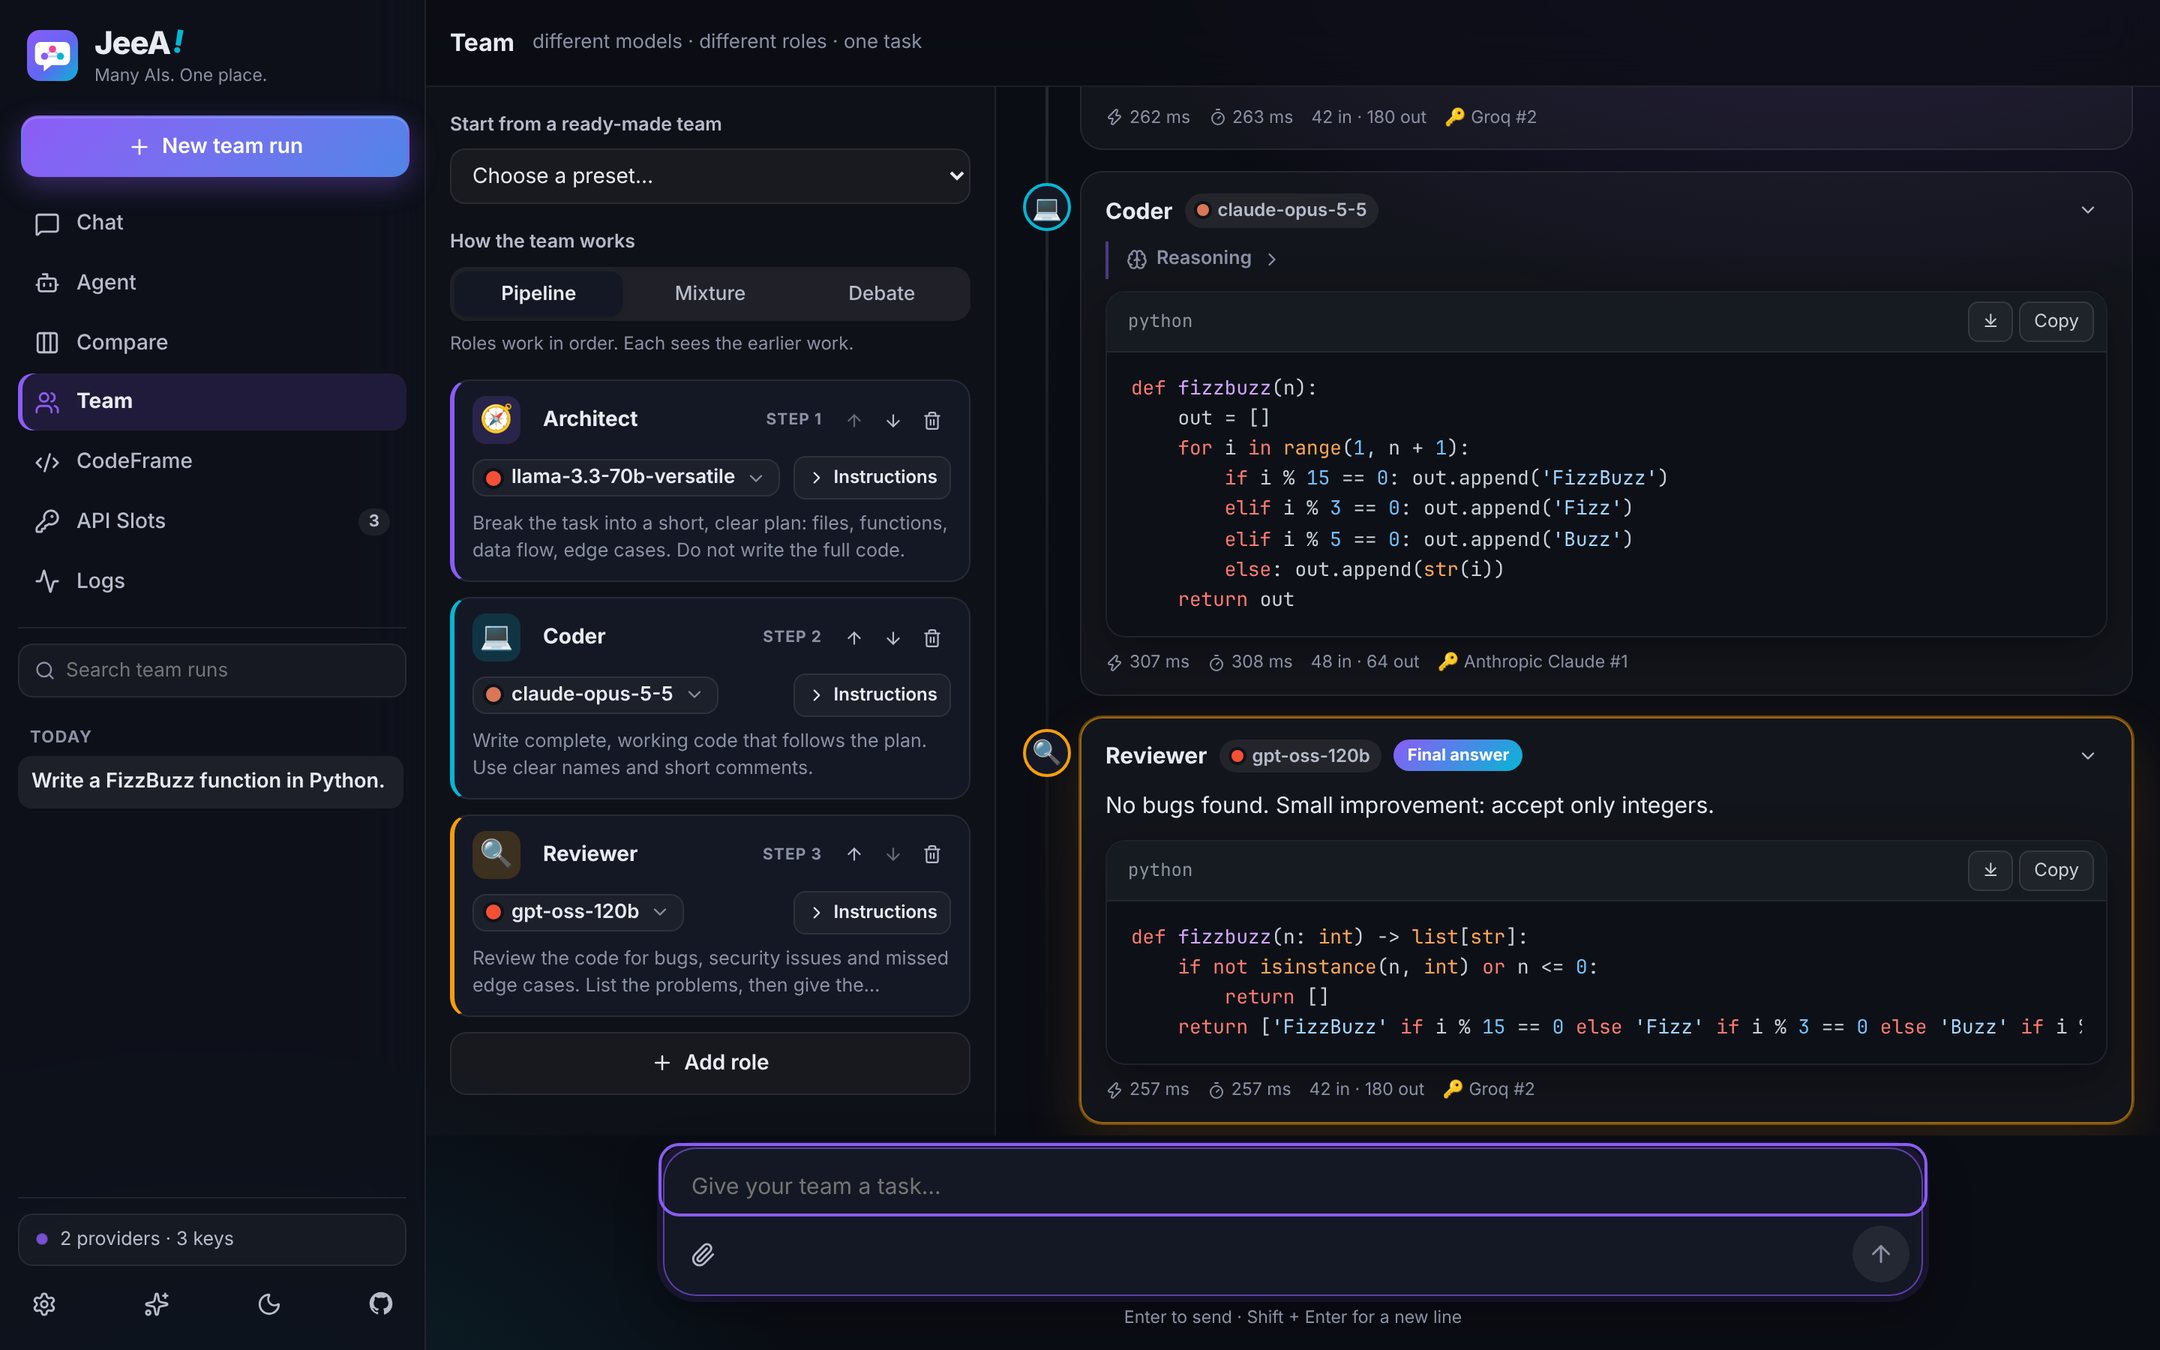 JeeA!
Many AIs. One place.
+ New team run
Chat
Agent
Compare
Team
CodeFrame
API Slots 3
Logs
Search team runs
TODAY
Write a FizzBuzz function in Python.
2 providers · 3 keys
Team different models · different roles · one task
Start from a ready-made team
Choose a preset...
How the team works
Pipeline Mixture Debate
Roles work in order. Each sees the earlier work.
Architect STEP 1
llama-3.3-70b-versatile Instructions
Break the task into a short, clear plan: files, functions,
data flow, edge cases. Do not write the full code.
Coder STEP 2
claude-opus-5-5 Instructions
Write complete, working code that follows the plan.
Use clear names and short comments.
Reviewer STEP 3
gpt-oss-120b Instructions
Review the code for bugs, security issues and missed
edge cases. List the problems, then give the...
+ Add role
262 ms 263 ms 42 in · 180 out Groq #2
Coder claude-opus-5-5
Reasoning
python Copy
def fizzbuzz(n):
    out = []
    for i in range(1, n + 1):
        if i % 15 == 0: out.append('FizzBuzz')
        elif i % 3 == 0: out.append('Fizz')
        elif i % 5 == 0: out.append('Buzz')
        else: out.append(str(i))
    return out
307 ms 308 ms 48 in · 64 out Anthropic Claude #1
Reviewer gpt-oss-120b Final answer
No bugs found. Small improvement: accept only integers.
python Copy
def fizzbuzz(n: int) -> list[str]:
    if not isinstance(n, int) or n <= 0:
        return []
    return ['FizzBuzz' if i % 15 == 0 else 'Fizz' if i % 3 == 0 else 'Buzz' if i
257 ms 257 ms 42 in · 180 out Groq #2
Give your team a task...
Enter to send · Shift + Enter for a new line